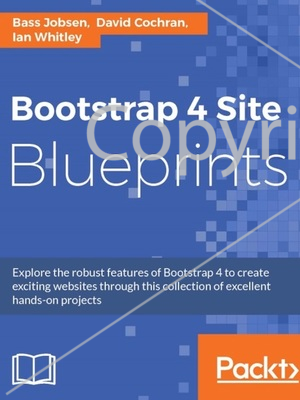 Bass Jobsen, David Cochran,
Ian Whitley
Bootstrap 4 Site
Copyri
Blueprints
Explore the robust features of Bootstrap 4 to create
exciting websites through this collection of excellent
hands-on projects
Packt>